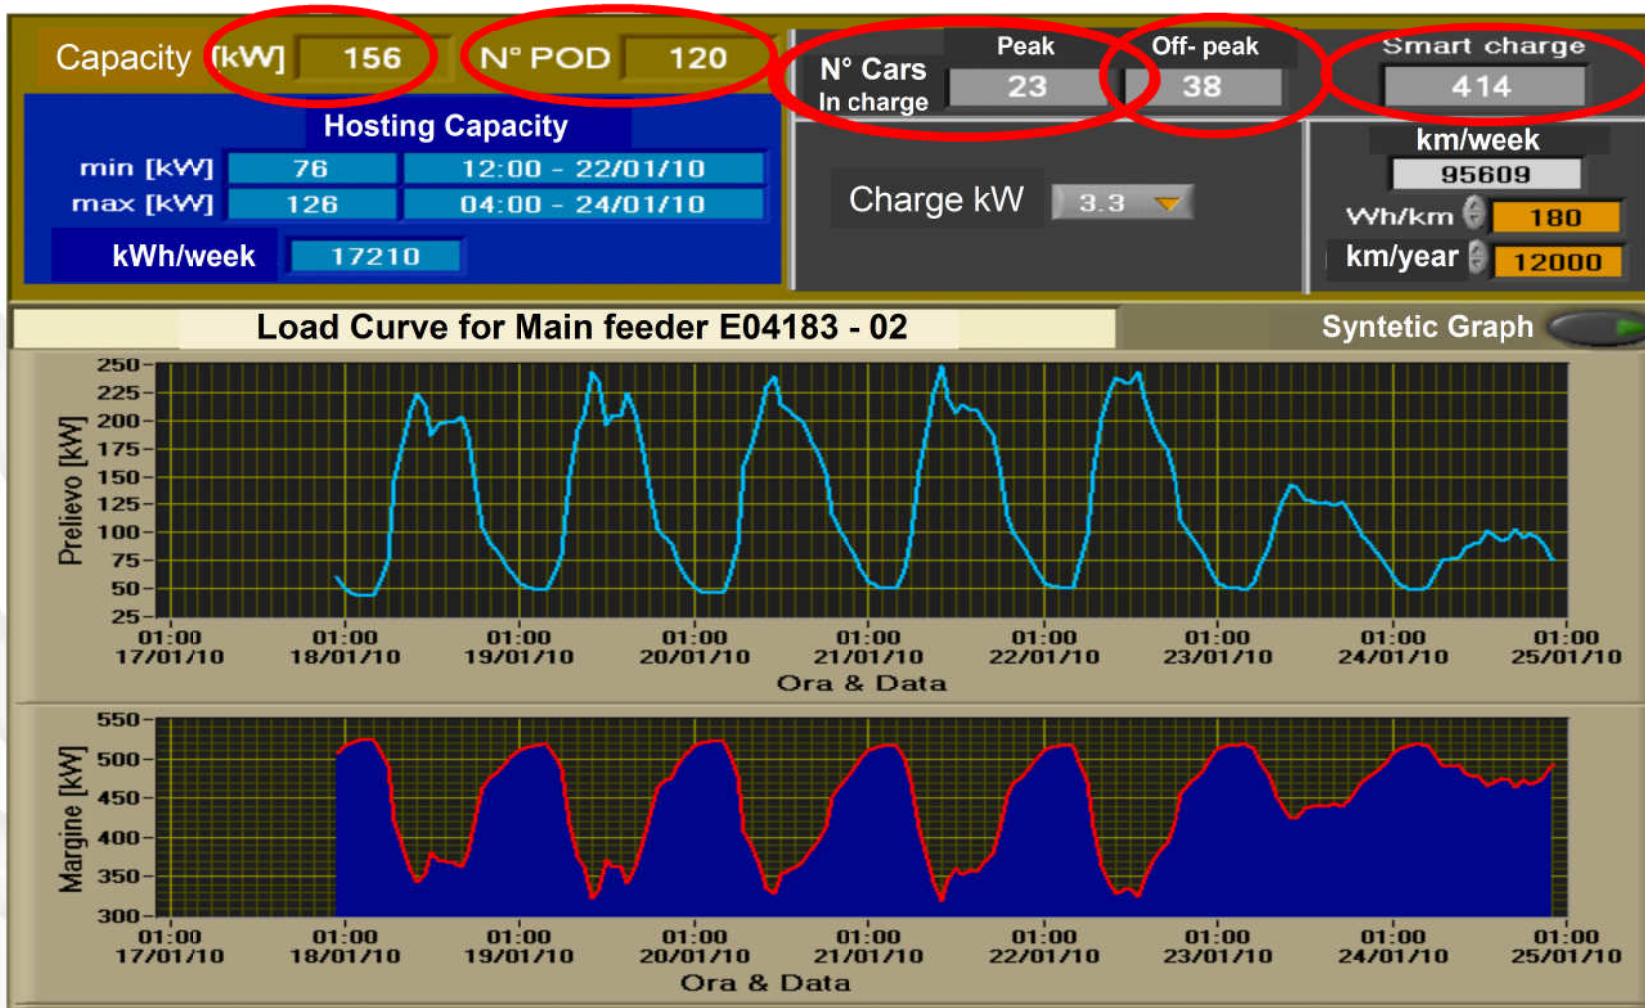 Capacity [kW] 156 N° POD 120
Hosting Capacity
min [kW] 76 12:00 - 22/01/10
max [kW] 126 04:00 - 24/01/10
kWh/week 17210
Peak Off- peak Smart charge
N° Cars
In charge
23 38 414
Charge kW 3.3
km/week
95609
Wh/km 180
km/year 12000
Load Curve for Main feeder E04183 - 02
Syntetic Graph
Prelievo [kW]
250
225
200
175
150
125
100
75
50
25
01:00 01:00 01:00 01:00 01:00 01:00 01:00 01:00 01:00
17/01/10 18/01/10 19/01/10 20/01/10 21/01/10 22/01/10 23/01/10 24/01/10 25/01/10
Ora & Data
Margine [kW]
550
500
450
400
350
300
01:00 01:00 01:00 01:00 01:00 01:00 01:00 01:00 01:00
17/01/10 18/01/10 19/01/10 20/01/10 21/01/10 22/01/10 23/01/10 24/01/10 25/01/10
Ora & Data